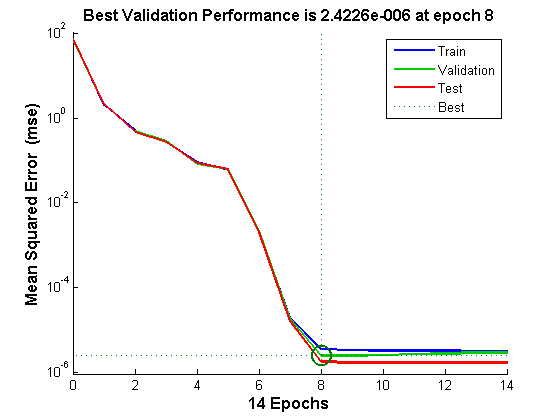 Best Validation Performance is 2.4226e-006 at epoch 8
Mean Squared Error (mse)
10^2
10^0
10^-2
10^-4
10^-6
Train
Validation
Test
Best
0 2 4 6 8 10 12 14
14 Epochs